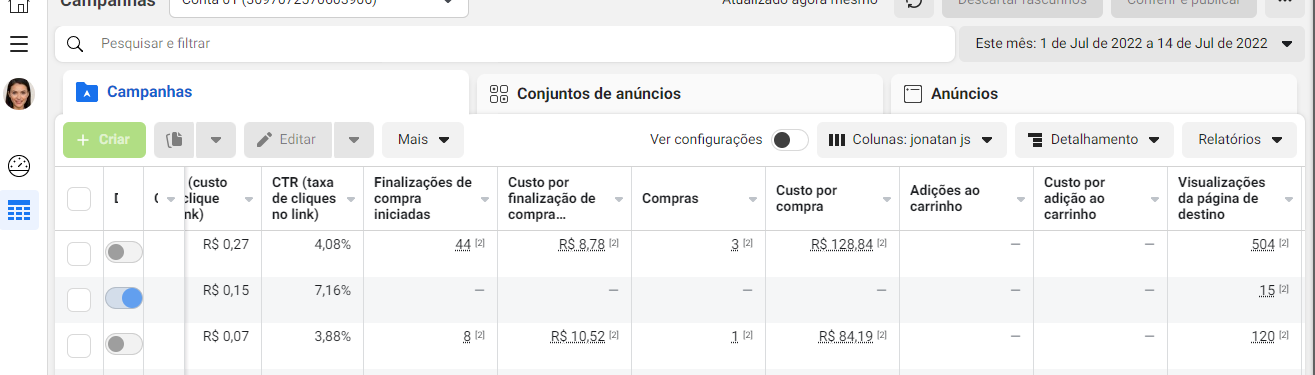 Campanhas
Atualizado agora mesmo
Descartar rascunhos
Conferir e publicar
Pesquisar e filtrar
Este mês: 1 de Jul de 2022 a 14 de Jul de 2022
Campanhas
Conjuntos de anúncios
Anúncios
+ Criar
Editar
Mais
Ver configurações
Colunas: jonatan js
Detalhamento
Relatórios
(custo
clique
nk)
CTR (taxa
de cliques
no link)
Finalizações de
compra
iniciadas
Custo por
finalização de
compra...
Compras
Custo por
compra
Adições ao
carrinho
Custo por
adição ao
carrinho
Visualizações
da página de
destino
R$ 0,27 4,08% 44 [2] R$ 8,78 [2] 3 [2] R$ 128,84 [2] — — 504 [2]
R$ 0,15 7,16% — — — — — — 15 [2]
R$ 0,07 3,88% 8 [2] R$ 10,52 [2] 1 [2] R$ 84,19 [2] — — 120 [2]